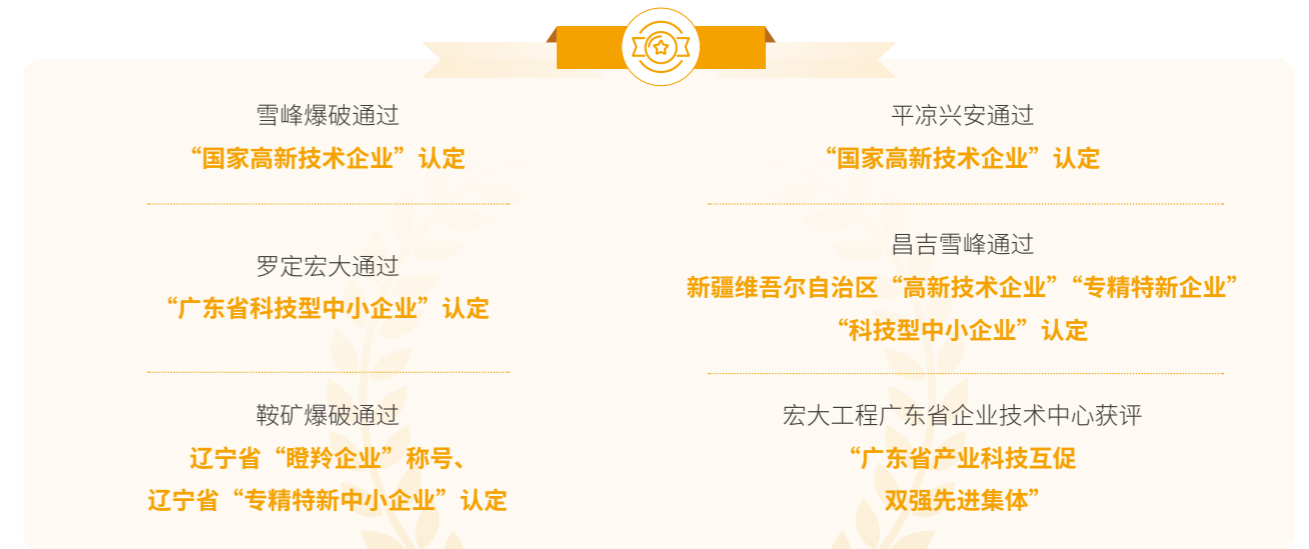 雪峰爆破通过
“国家高新技术企业”认定
平凉兴安通过
“国家高新技术企业”认定
罗定宏大通过
“广东省科技型中小企业”认定
昌吉雪峰通过
新疆维吾尔自治区“高新技术企业”“专精特新企业”
“科技型中小企业”认定
鞍矿爆破通过
辽宁省“瞪羚企业”称号、
辽宁省“专精特新中小企业”认定
宏大工程广东省企业技术中心获评
“广东省产业科技互促
双强先进集体”